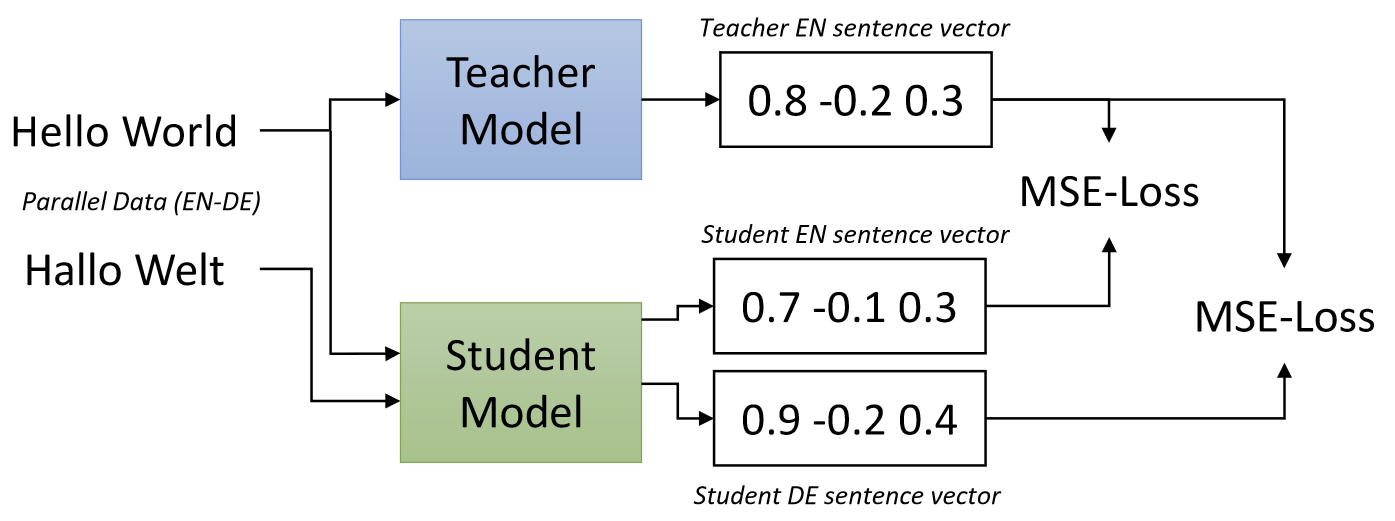 Teacher EN sentence vector
Teacher
Model
0.8 -0.2 0.3
Hello World
Parallel Data (EN-DE)
Hallo Welt
MSE-Loss
Student EN sentence vector
0.7 -0.1 0.3
MSE-Loss
Student
Model
0.9 -0.2 0.4
Student DE sentence vector